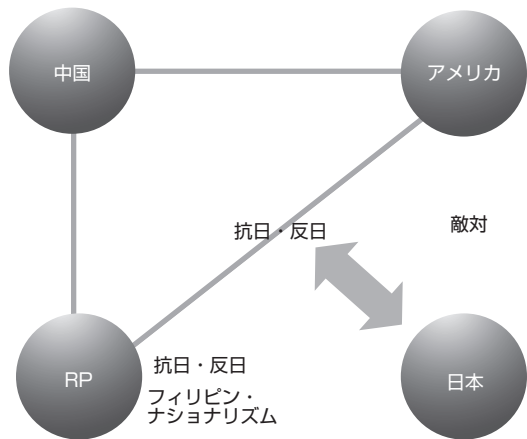 中国
アメリカ
抗日・反日
敵対
RP
抗日・反日
フィリピン・
ナショナリズム
日本